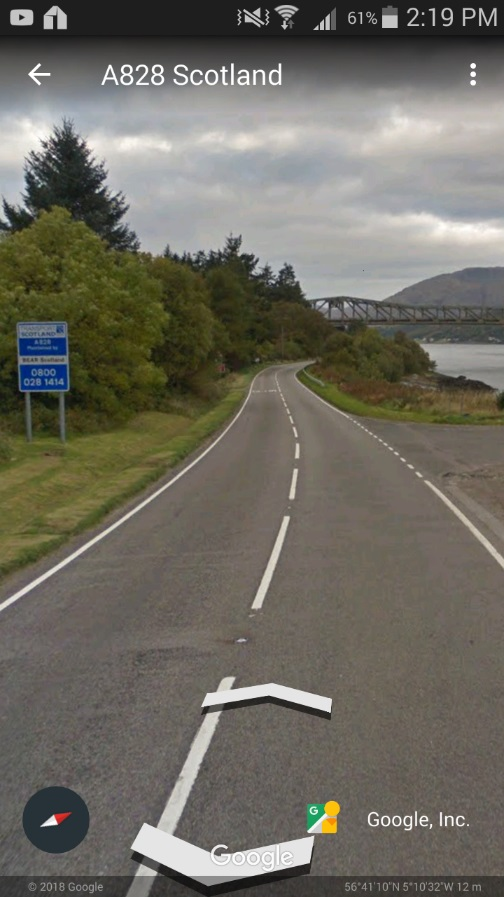 61% 2:19 PM
A828 Scotland
TRANSPORT
SCOTLAND
A828
Maintained by
BEAR Scotland
0800
028 1414
Google, Inc.
Google
© 2018 Google
56°41'10"N 5°10'32"W 12 m